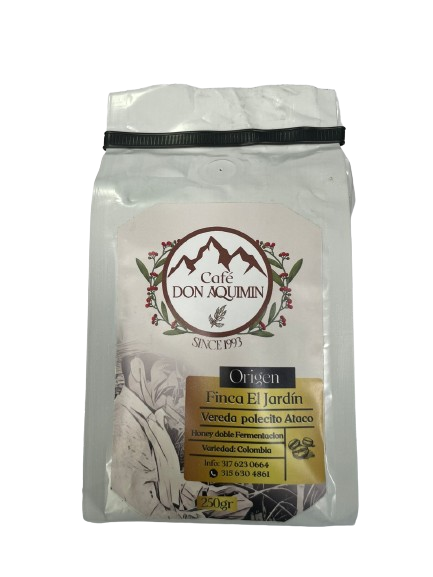 Café
DON AQUIMIN
SINCE 1993
Origen
Finca El Jardín
Vereda polecito Ataco
Honey doble Fermentacion
Variedad: Colombia
Info: 317 623 0664
315 630 4861
250gr